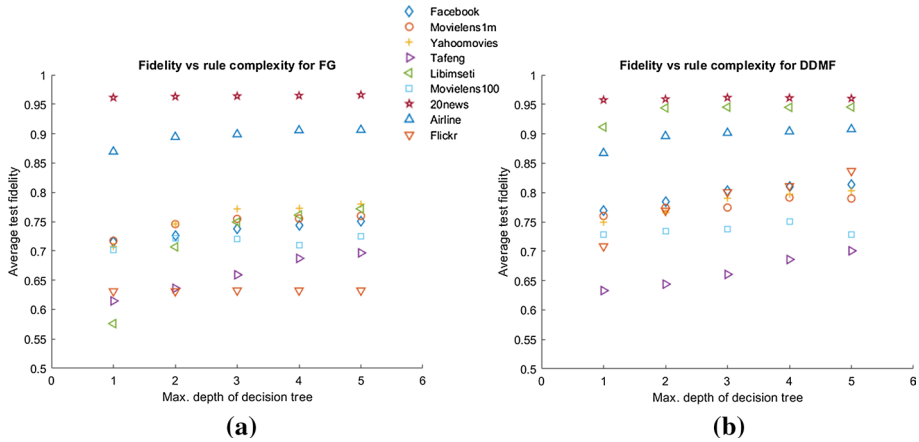 Facebook
Movielens1m
Yahoomovies
Tafeng
Libimseti
Movielens100
20news
Airline
Flickr
Fidelity vs rule complexity for FG
1
0.95
0.9
0.85
0.8
0.75
0.7
0.65
0.6
0.55
0.5
Average test fidelity
0 1 2 3 4 5 6
Max. depth of decision tree
(a)
Fidelity vs rule complexity for DDMF
1
0.95
0.9
0.85
0.8
0.75
0.7
0.65
0.6
0.55
0.5
Average test fidelity
0 1 2 3 4 5 6
Max. depth of decision tree
(b)